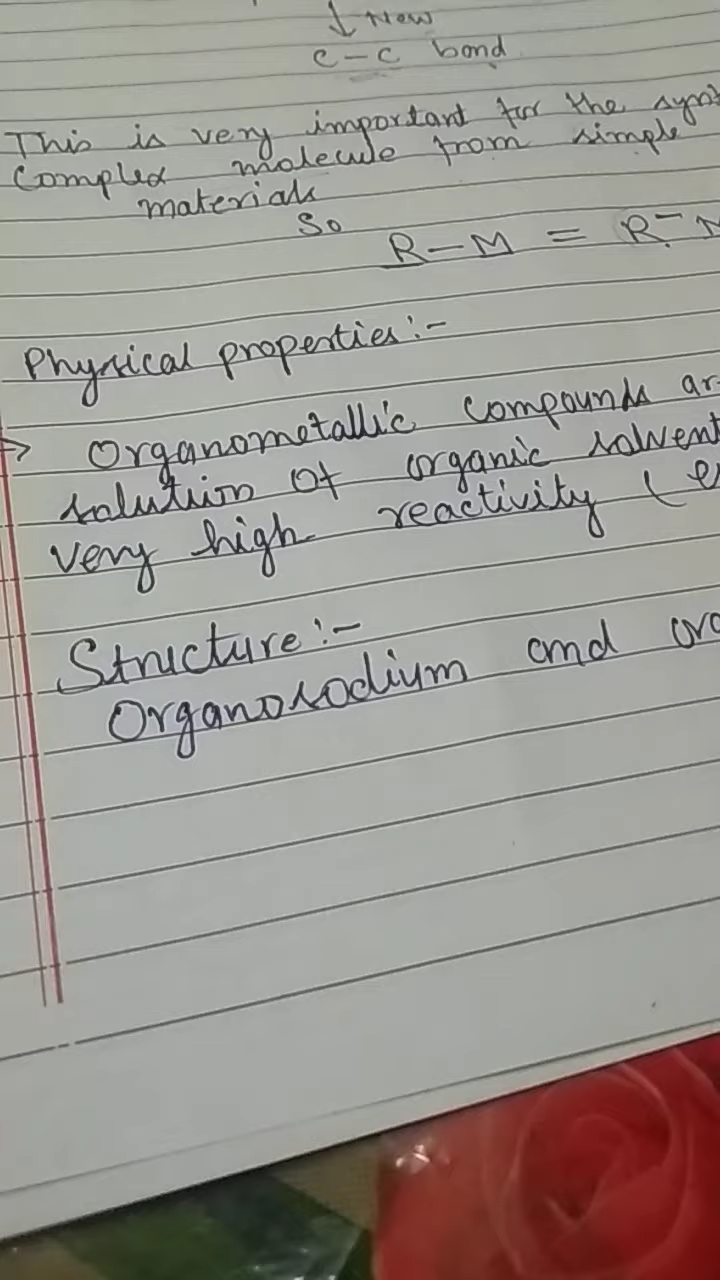 ↓ New
C-C bond
This is very important for the synt
Complex molecule from simple
materials
So
R-M = R⁻
Physical properties:-
→ Organometallic compounds ar
solution of organic solvent
very high reactivity (
Structure:-
Organosodium and